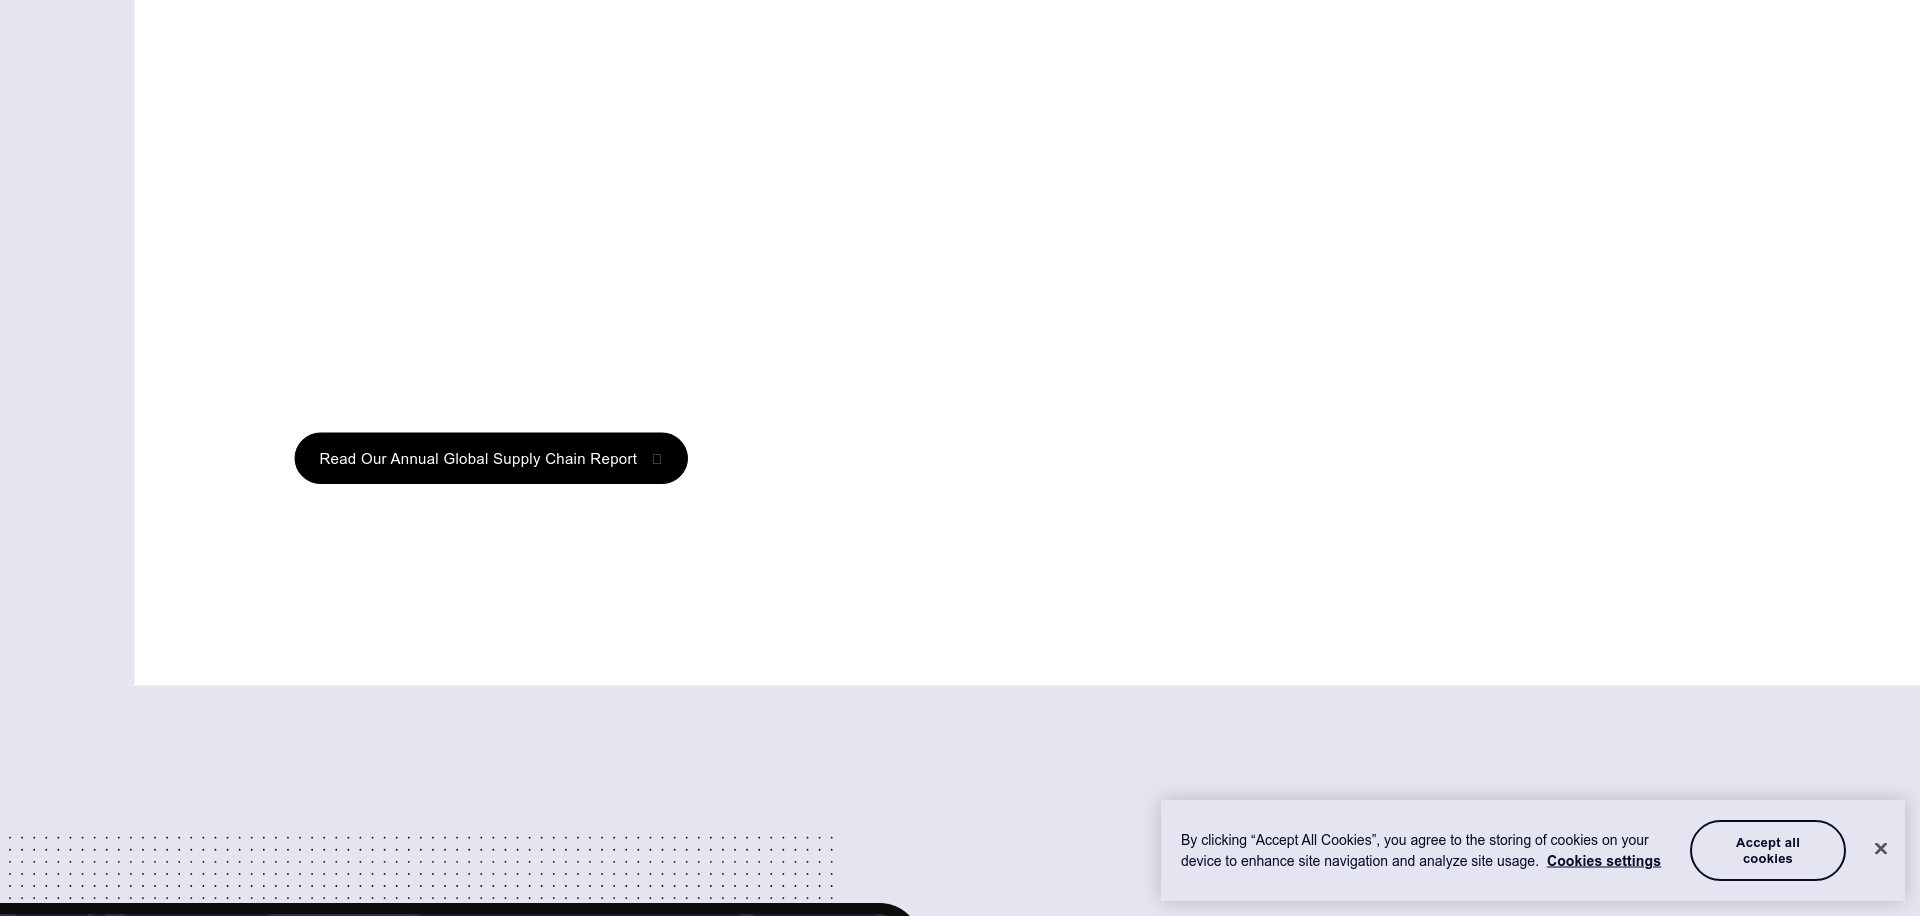 Read Our Annual Global Supply Chain Report
By clicking “Accept All Cookies”, you agree to the storing of cookies on your
device to enhance site navigation and analyze site usage. Cookies settings
Accept all
cookies